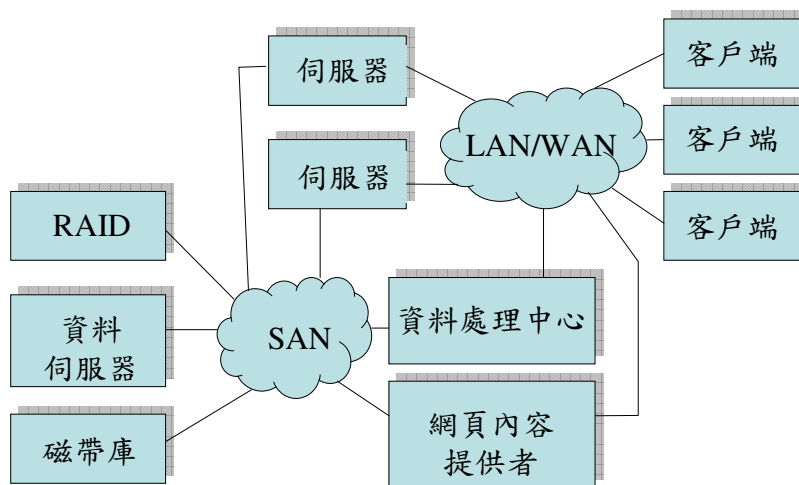 伺服器
客戶端
LAN/WAN
客戶端
伺服器
RAID
客戶端
資料
伺服器
SAN
資料處理中心
磁帶庫
網頁內容
提供者